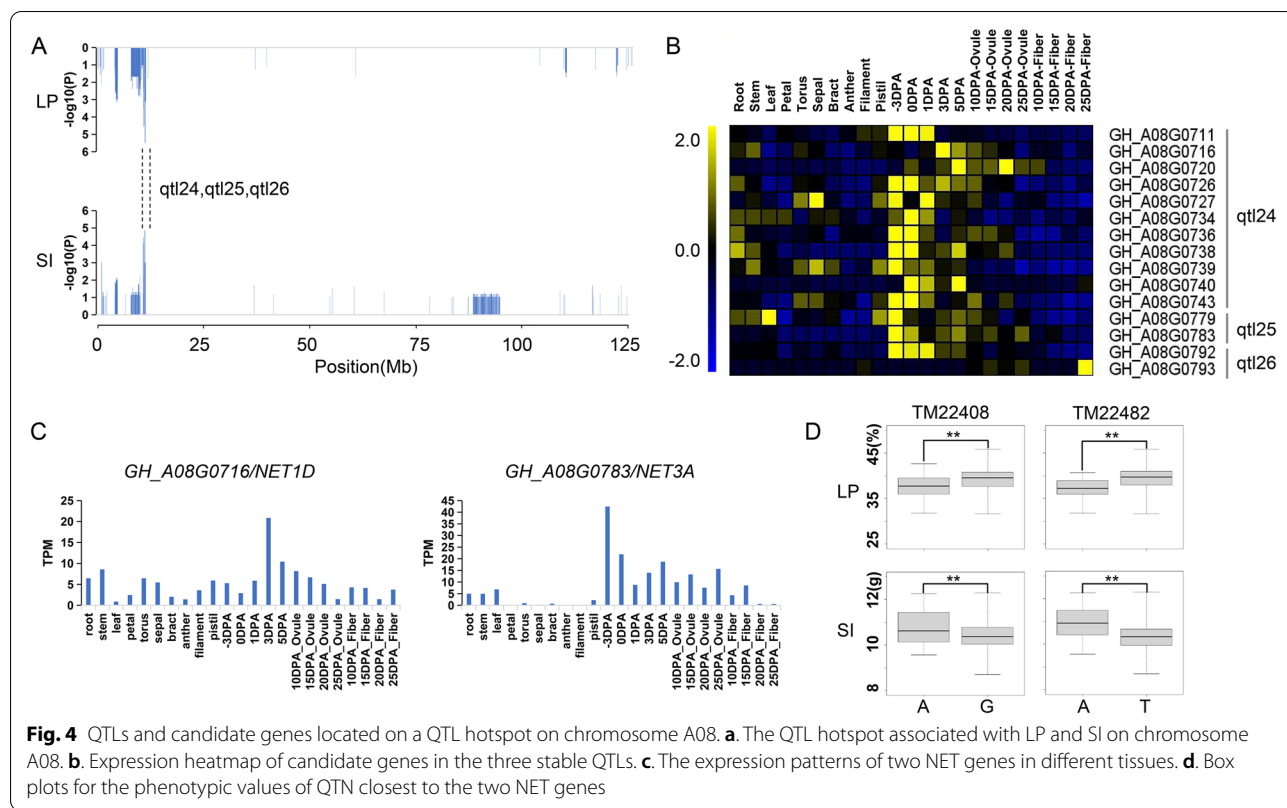 A
0
1
2
3
4
5
6
-log10(P)
LP
qtl24,qtl25,qtl26
6
5
4
3
2
1
0
-log10(P)
SI
0 25 50 75 100 125
Position(Mb)
B
Root Stem Leaf Petal Torus Sepal Bract Anther Filament Pistil -3DPA 0DPA 1DPA 3DPA 5DPA 10DPA-Ovule 15DPA-Ovule 20DPA-Ovule 25DPA-Ovule 10DPA-Fiber 15DPA-Fiber 20DPA-Fiber 25DPA-Fiber
2.0
0.0
-2.0
GH_A08G0711
GH_A08G0716
GH_A08G0720
GH_A08G0726
GH_A08G0727
GH_A08G0734
GH_A08G0736
GH_A08G0738
GH_A08G0739
GH_A08G0740
GH_A08G0743
GH_A08G0779
GH_A08G0783
GH_A08G0792
GH_A08G0793
qtl24
qtl25
qtl26
C
GH_A08G0716/NET1D
25
20
15
10
5
0
TPM
root stem leaf petal torus sepal bract anther filament pistil -3DPA 0DPA 1DPA 3DPA 5DPA 10DPA_Ovule 15DPA_Ovule 20DPA_Ovule 25DPA_Ovule 10DPA_Fiber 15DPA_Fiber 20DPA_Fiber 25DPA_Fiber
GH_A08G0783/NET3A
45
40
35
30
25
20
15
10
5
0
TPM
root stem leaf petal torus sepal bract anther filament pistil -3DPA 0DPA 1DPA 3DPA 5DPA 10DPA_Ovule 15DPA_Ovule 20DPA_Ovule 25DPA_Ovule 10DPA_Fiber 15DPA_Fiber 20DPA_Fiber 25DPA_Fiber
D
TM22408 TM22482
LP
45(%)
35
25
** **
SI
12(g)
10
8
** **
A G A T
Fig. 4 QTLs and candidate genes located on a QTL hotspot on chromosome A08. a. The QTL hotspot associated with LP and SI on chromosome
A08. b. Expression heatmap of candidate genes in the three stable QTLs. c. The expression patterns of two NET genes in different tissues. d. Box
plots for the phenotypic values of QTN closest to the two NET genes